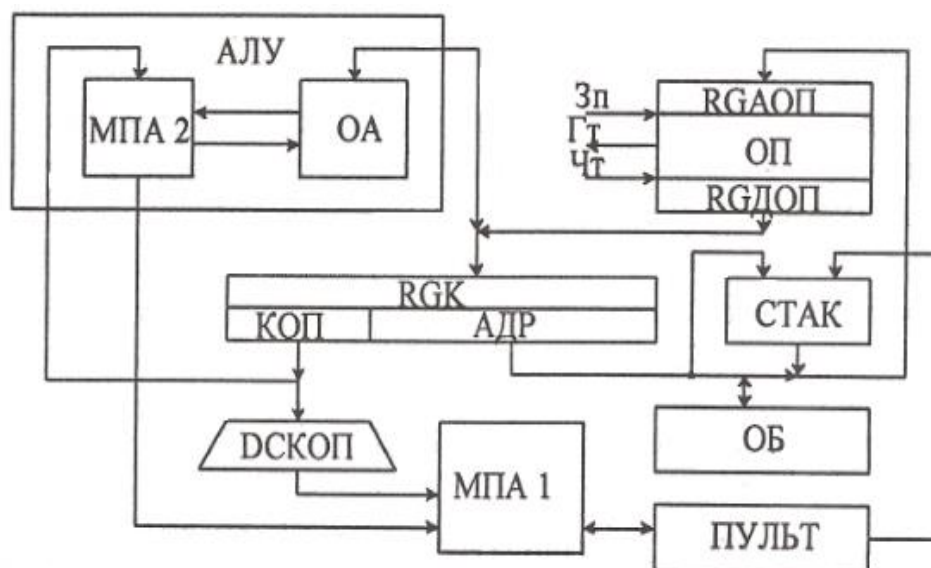 АЛУ
МПА 2
ОА
Зп
Гт
Чт
RGАОП
ОП
RGДОП
RGK
КОП
АДР
СТАК
DCКОП
МПА 1
ОБ
ПУЛЬТ